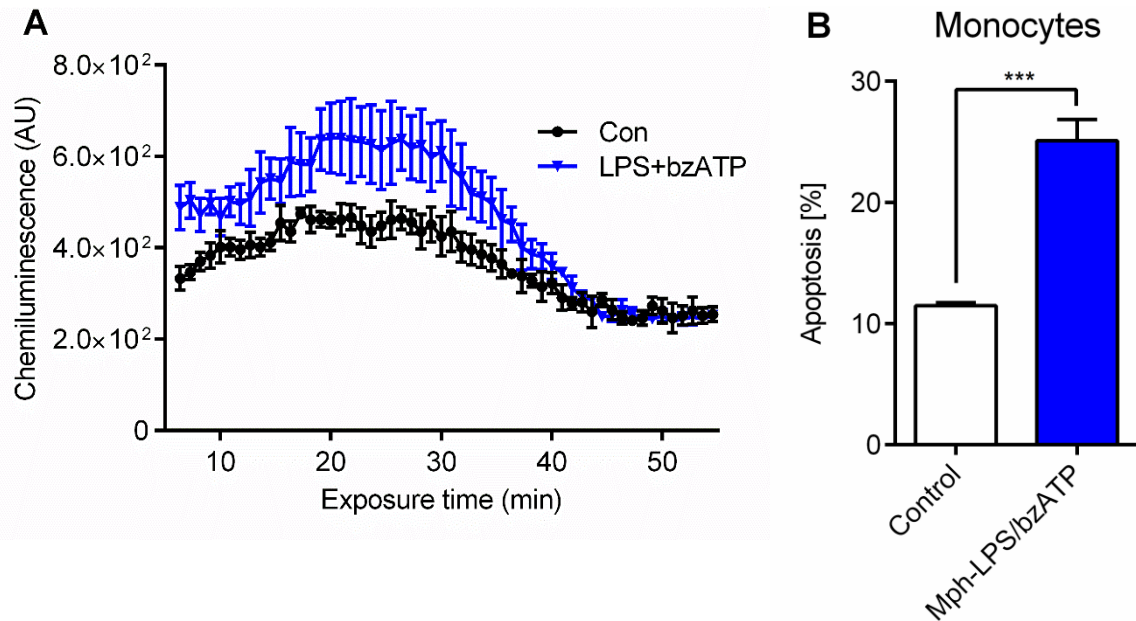 A
8.0×10²
6.0×10²
4.0×10²
2.0×10²
0
Chemiluminescence (AU)
Con
LPS+bzATP
10 20 30 40 50
Exposure time (min)
B Monocytes
***
30
20
10
0
Apoptosis [%]
Control
Mph-LPS/bzATP